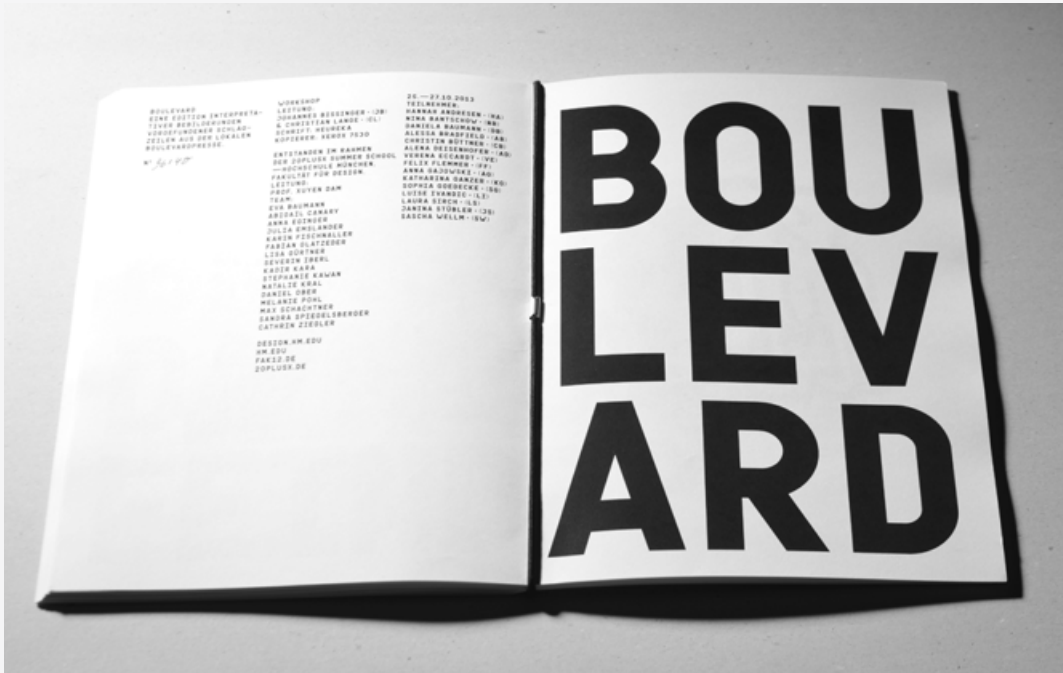 BOULEVARD
EINE EDITION INTERPRETA-
TIVER BEBILDERUNGEN
VORGEFUNDENER SCHLAG-
ZEILEN AUS DER LOKALEN
BOULEVARDPRESSE.
N°
WORKSHOP
LEITUNG:
JOHANNES BISSINGER · (JB)
& CHRISTIAN LANGE · (CL)
SCHRIFT: HEUREKA
KOPIERER: XEROX 7530
ENTSTANDEN IM RAHMEN
DER 20PLUSX SUMMER SCHOOL
—HOCHSCHULE MÜNCHEN.
FAKULTÄT FÜR DESIGN.
LEITUNG:
PROF. XUYEN DAM
TEAM:
EVA BAUMANN
ABIGAIL CANARY
ANNA EGINGER
JULIA EMSLANDER
KARIN FISCHNALLER
FABIAN GLATZEDER
LISA GÜRTNER
SEVERIN IBERL
KADIR KARA
STEPHANIE KAWAN
NATALIE KRAL
DANIEL OBER
MELANIE POHL
MAX SCHACHTNER
SANDRA SPIEGELSBERGER
CATHRIN ZIEGLER
DESIGN.HM.EDU
HM.EDU
FAK12.DE
20PLUSX.DE
26.—27.10.2013
TEILNEHMER:
HANNAH ANDRESEN · (HA)
NINA BANTSCHOW · (NB)
DANIELA BAUMANN · (DB)
ALESSA BRADFIELD · (AB)
CHRISTIN BÜTTNER · (CB)
ALENA DEISENHOFER · (AD)
VERENA ECCARDT · (VE)
FELIX FLEMMER · (FF)
ANNA GAJOWSKI · (AG)
KATHARINA GANZER · (KG)
SOPHIA GOEDECKE · (SG)
LUISE IVANDIC · (LI)
LAURA SIRCH · (LS)
JANINA STÜBLER · (JS)
SASCHA WELLM · (SW)
BOU
LEV
ARD